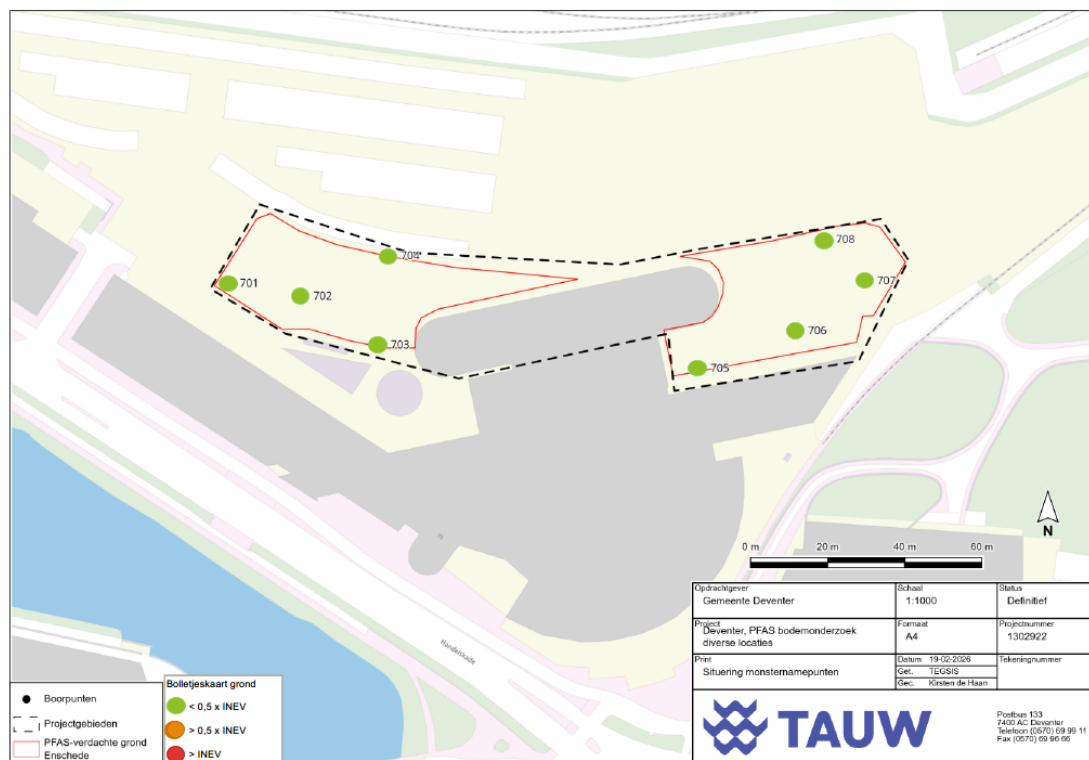 704
708
701
702
707
706
703
705
0 m
20 m
40 m
60 m
N
Handelskade
Boorpunten
Projectgebieden
PFAS-verdachte grond
Enschede
Bolletjeskaart grond
< 0,5 x INEV
> 0,5 x INEV
> INEV
Opdrachtgever
Gemeente Deventer
Schaal
1:1000
Status
Definitief
Project
Deventer, PFAS bodemonderzoek
diverse locaties
Formaat
A4
Projectnummer
1302922
Print
Situering monsternamepunten
Datum 19-02-2026
Get. TEGSIS
Gec. Kirsten de Haan
Tekeningnummer
TAUW
Postbus 133
7400 AC Deventer
Telefoon (0570) 69 99 11
Fax (0570) 69 96 66